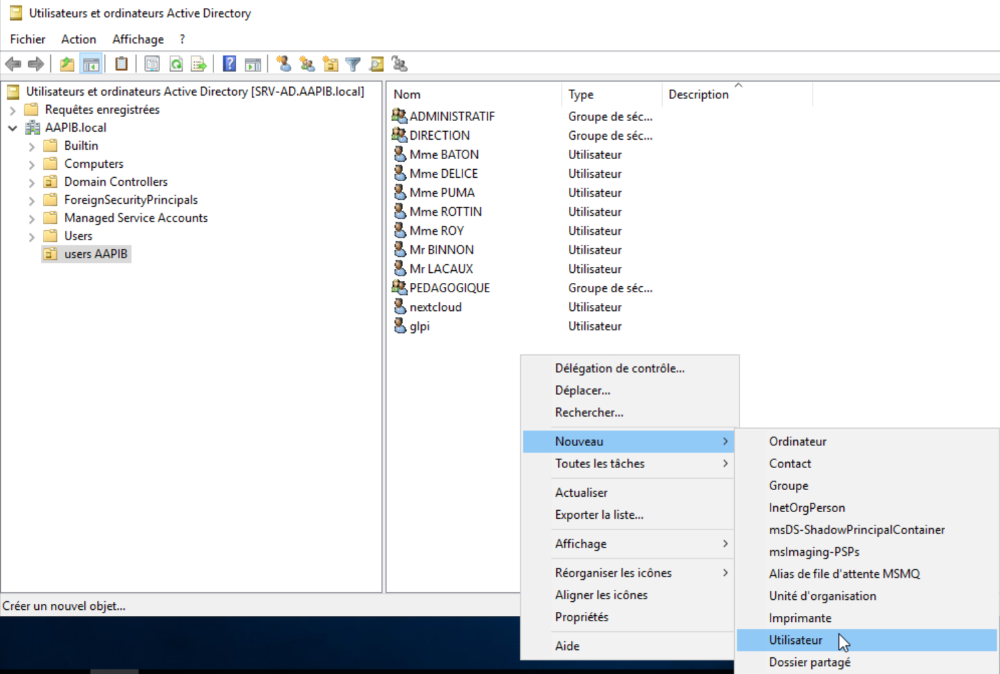 Utilisateurs et ordinateurs Active Directory
Fichier Action Affichage ?
Utilisateurs et ordinateurs Active Directory [SRV-AD.AAPIB.local]
Requêtes enregistrées
AAPIB.local
Builtin
Computers
Domain Controllers
ForeignSecurityPrincipals
Managed Service Accounts
Users
users AAPIB
Nom Type Description
ADMINISTRATIF Groupe de séc...
DIRECTION Groupe de séc...
Mme BATON Utilisateur
Mme DELICE Utilisateur
Mme PUMA Utilisateur
Mme ROTTIN Utilisateur
Mme ROY Utilisateur
Mr BINNON Utilisateur
Mr LACAUX Utilisateur
PEDAGOGIQUE Groupe de séc...
nextcloud Utilisateur
glpi Utilisateur
Délégation de contrôle...
Déplacer...
Rechercher...
Nouveau
Toutes les tâches
Actualiser
Exporter la liste...
Affichage
Réorganiser les icônes
Aligner les icônes
Propriétés
Aide
Ordinateur
Contact
Groupe
InetOrgPerson
msDS-ShadowPrincipalContainer
msImaging-PSPs
Alias de file d'attente MSMQ
Unité d'organisation
Imprimante
Utilisateur
Dossier partagé
Créer un nouvel objet...